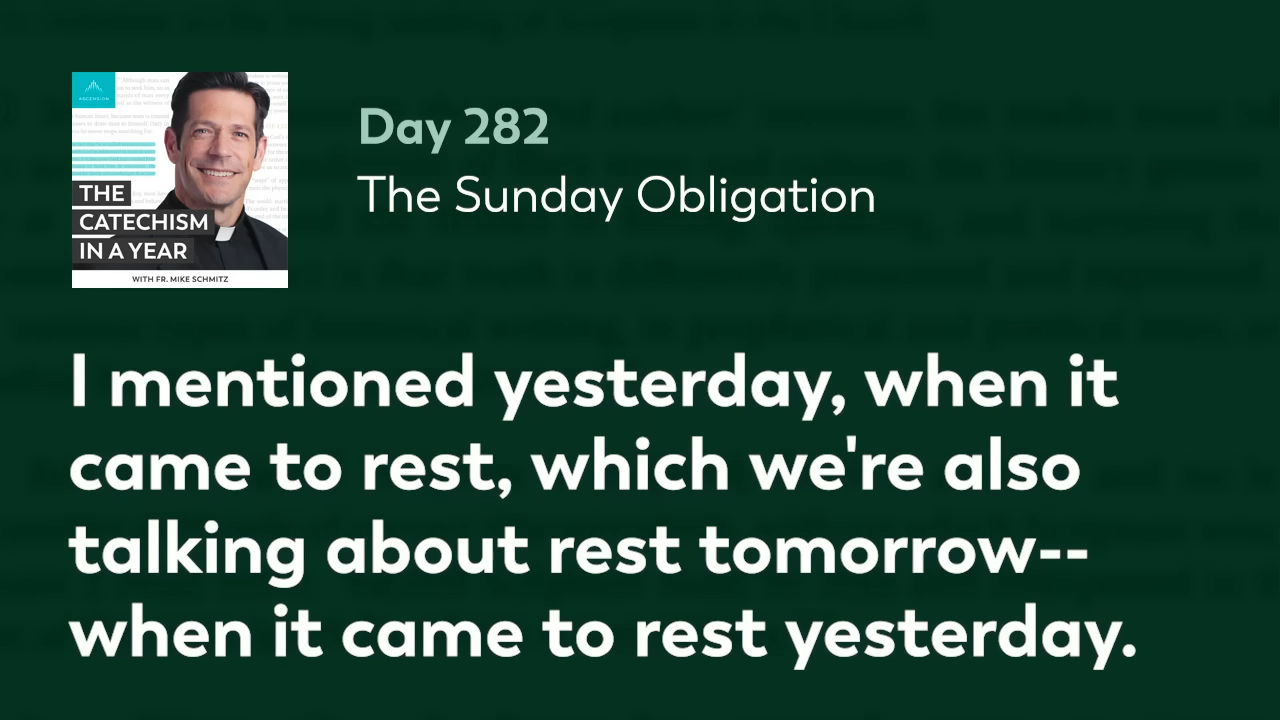 ASCENSION
THE
CATECHISM
IN A YEAR
WITH FR. MIKE SCHMITZ
Day 282
The Sunday Obligation
I mentioned yesterday, when it
came to rest, which we're also
talking about rest tomorrow--
when it came to rest yesterday.